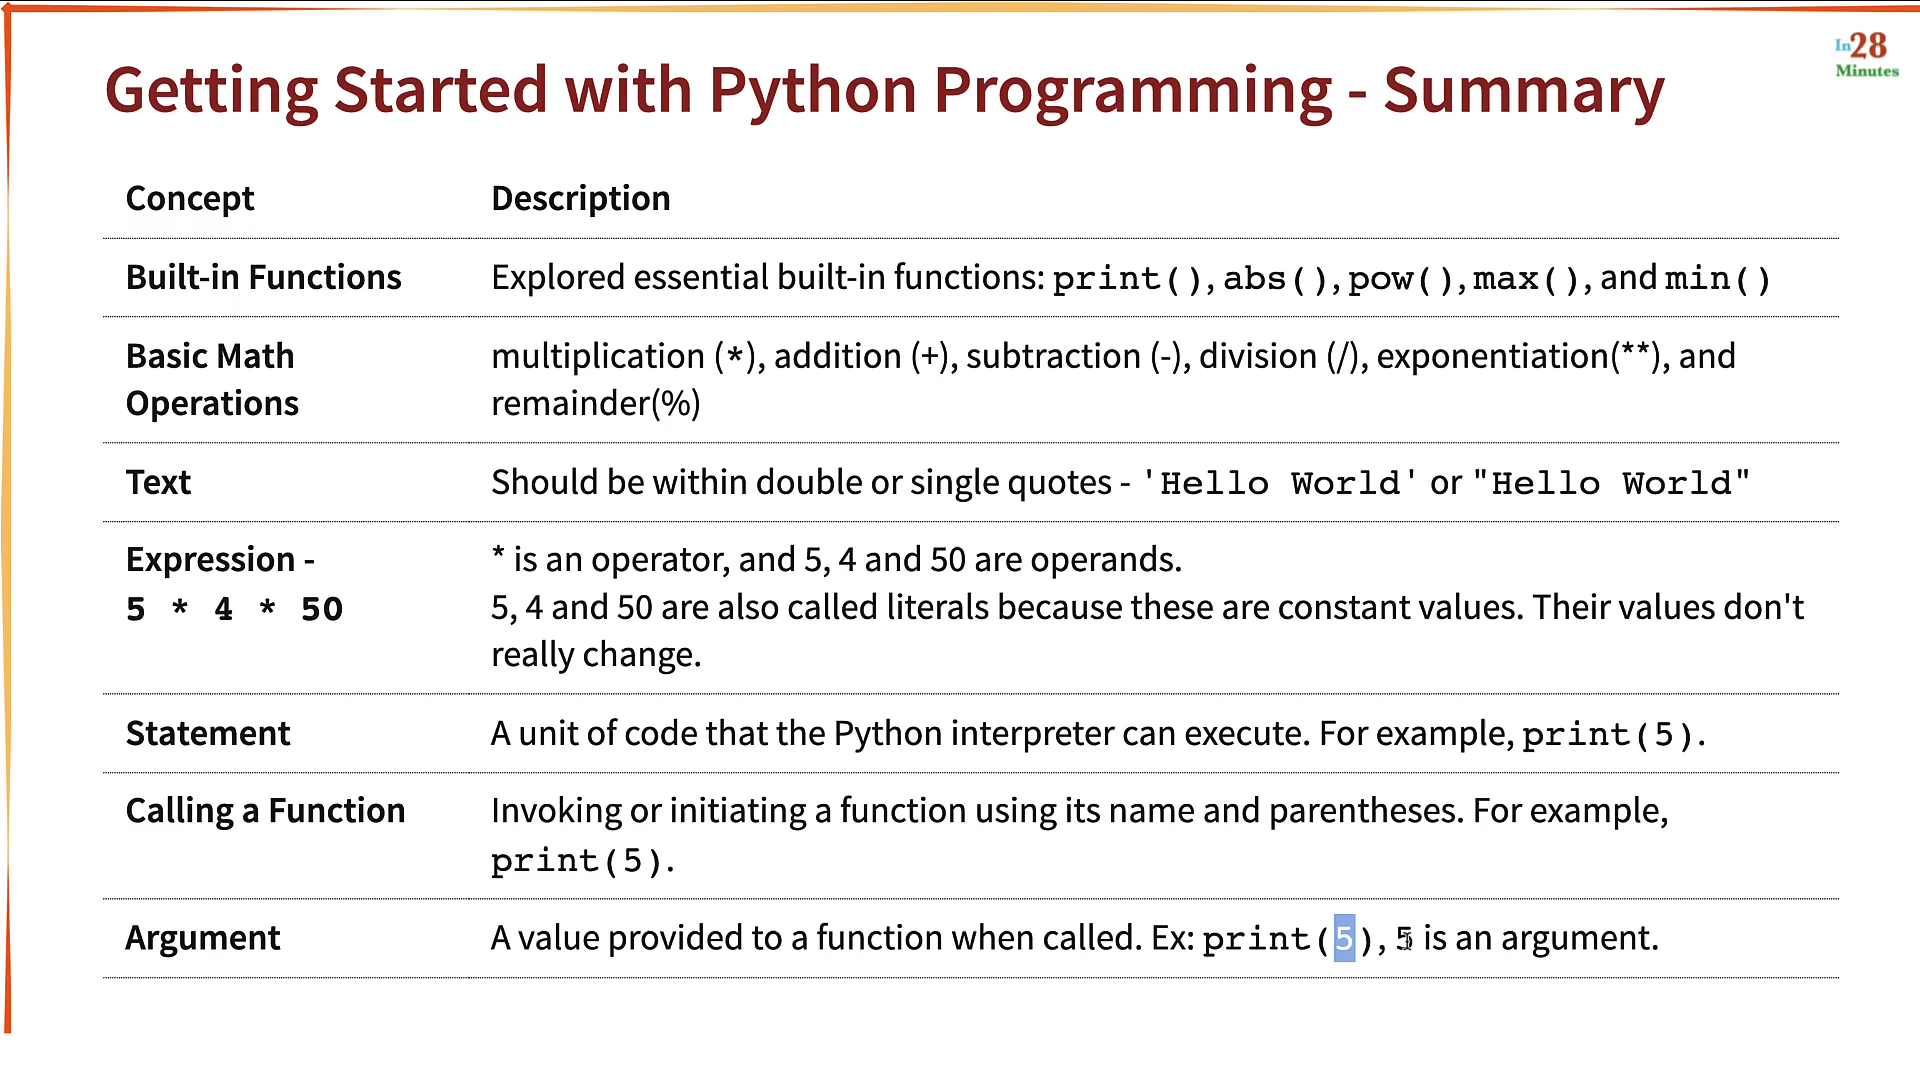 In28
Minutes
Getting Started with Python Programming - Summary
Concept Description
Built-in Functions Explored essential built-in functions: print(), abs(), pow(), max(), and min()
Basic Math multiplication (*), addition (+), subtraction (-), division (/), exponentiation(**), and
Operations remainder(%)
Text Should be within double or single quotes - 'Hello World' or "Hello World"
Expression - * is an operator, and 5, 4 and 50 are operands.
5 * 4 * 50 5, 4 and 50 are also called literals because these are constant values. Their values don't
really change.
Statement A unit of code that the Python interpreter can execute. For example, print(5).
Calling a Function Invoking or initiating a function using its name and parentheses. For example,
print(5).
Argument A value provided to a function when called. Ex: print(5), 5 is an argument.